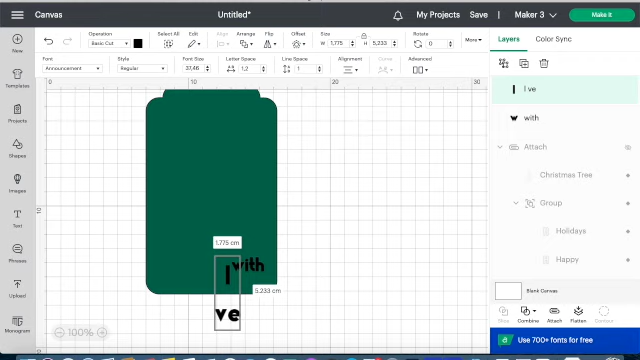 Canvas
Untitled*
My Projects
Save
Maker 3
Make It
Operation
Basic Cut
Select All
Edit
Align
Arrange
Flip
Offset
Size
W 1,775
H 5,233
Rotate
0
More
Font
Announcement
Style
Regular
Font Size
37,46
Letter Space
1,2
Line Space
1
Alignment
Curve
Advanced
Layers
Color Sync
New
Templates
Projects
Shapes
Images
Text
Phrases
Upload
Monogram
0
10
20
30
10
1.775 cm
with
I
5.233 cm
ve
100%
I ve
with
Attach
Christmas Tree
Group
Holidays
Happy
Blank Canvas
Slice
Combine
Attach
Flatten
Contour
a
Use 700+ fonts for free